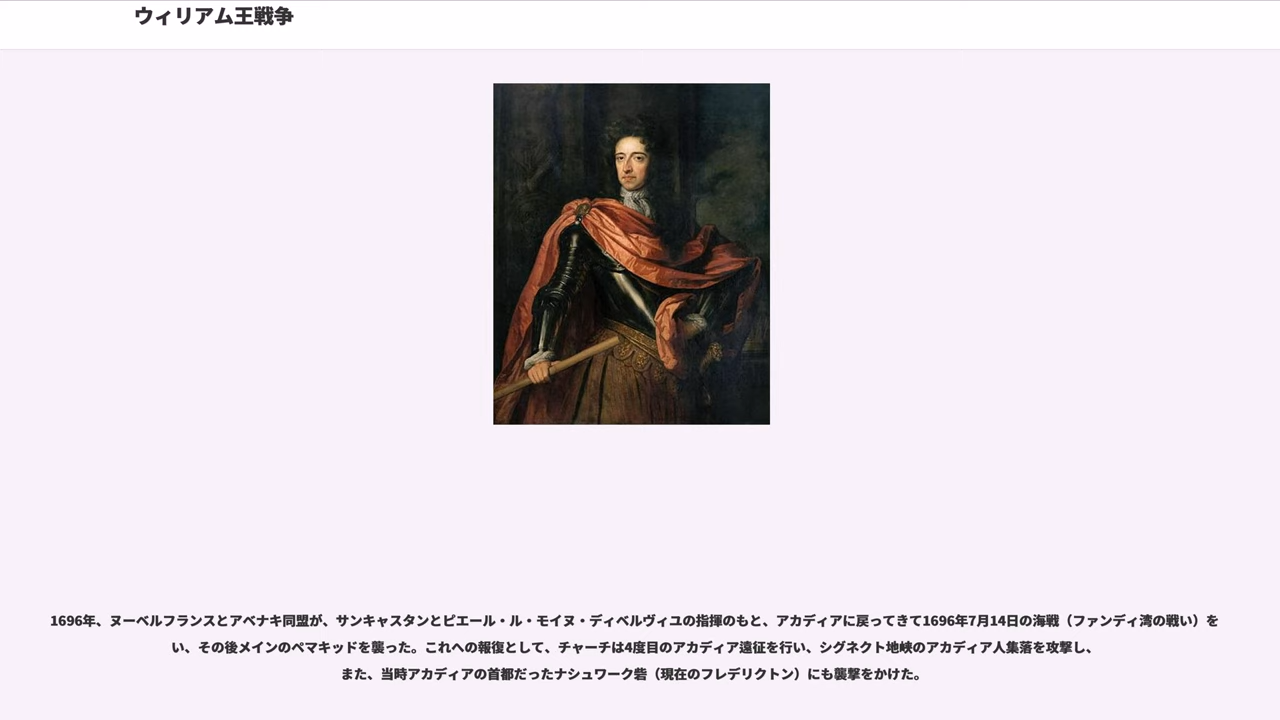 ウィリアム王戦争
1696年、ヌーベルフランスとアベナキ同盟が、サンキャスタンとピエール・ル・モイヌ・ディベルヴィユの指揮のもと、アカディアに戻ってきて1696年7月14日の海戦（ファンディ湾の戦い）を
い、その後メインのペマキッドを襲った。これへの報復として、チャーチは4度目のアカディア遠征を行い、シグネクト地峡のアカディア人集落を攻撃し、
また、当時アカディアの首都だったナシュワーク砦（現在のフレデリクトン）にも襲撃をかけた。